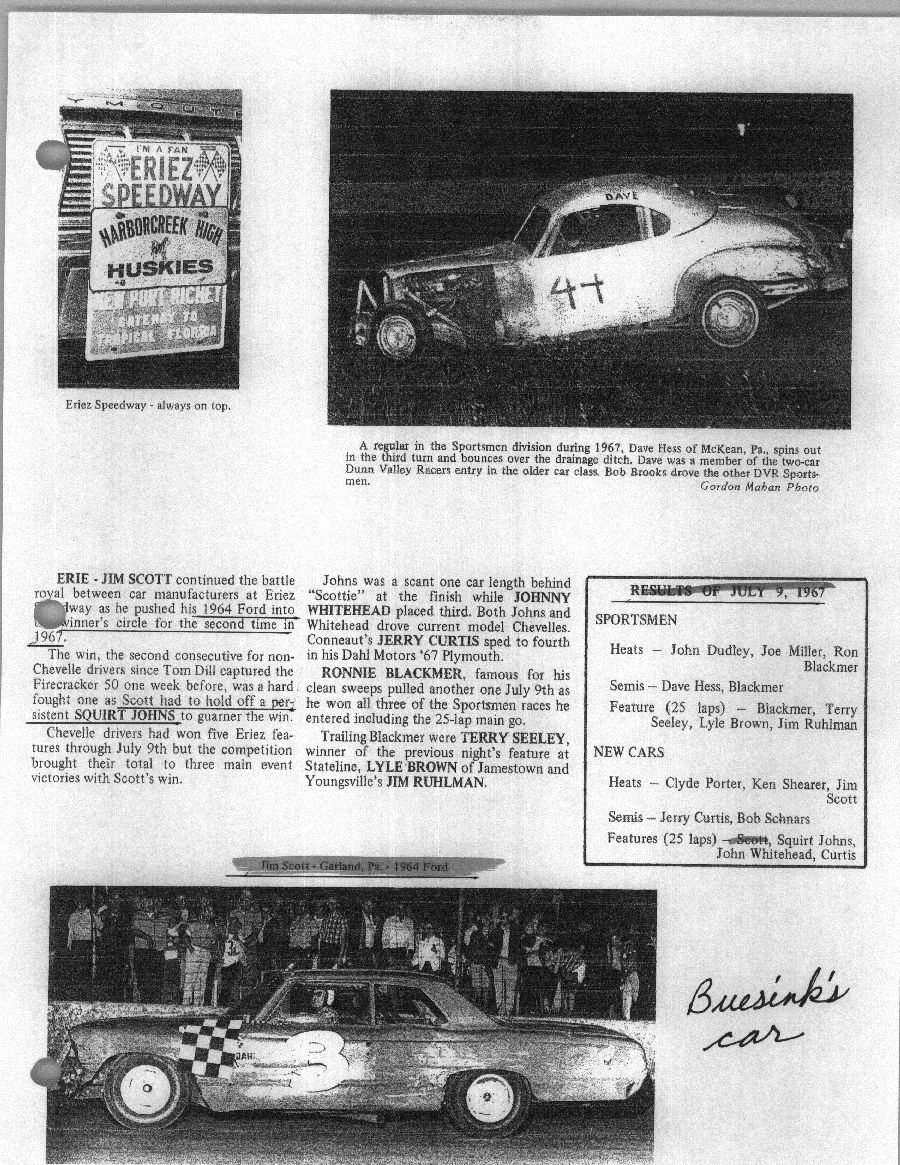 Y M O U T H
I'M A FAN
ERIEZ
SPEEDWAY
HARBORCREEK HIGH
HUSKIES
NEW PORT RICHEY
GATEWAY TO
TROPICAL FLORIDA
Eriez Speedway - always on top.
DAVE
44
A regular in the Sportsmen division during 1967, Dave Hess of McKean, Pa., spins out
in the third turn and bounces over the drainage ditch. Dave was a member of the two-car
Dunn Valley Racers entry in the older car class. Bob Brooks drove the other DVR Sports-
men.
Gordon Mahan Photo
ERIE - JIM SCOTT continued the battle
royal between car manufacturers at Eriez
dway as he pushed his 1964 Ford into
winner's circle for the second time in
1967.
The win, the second consecutive for non-
Chevelle drivers since Tom Dill captured the
Firecracker 50 one week before, was a hard
fought one as Scott had to hold off a per-
sistent SQUIRT JOHNS to guarner the win.
Chevelle drivers had won five Eriez fea-
tures through July 9th but the competition
brought their total to three main event
victories with Scott's win.
Johns was a scant one car length behind
"Scottie" at the finish while JOHNNY
WHITEHEAD placed third. Both Johns and
Whitehead drove current model Chevelles.
Conneaut's JERRY CURTIS sped to fourth
in his Dahl Motors '67 Plymouth.
RONNIE BLACKMER, famous for his
clean sweeps pulled another one July 9th as
he won all three of the Sportsmen races he
entered including the 25-lap main go.
Trailing Blackmer were TERRY SEELEY,
winner of the previous night's feature at
Stateline, LYLE BROWN of Jamestown and
Youngsville's JIM RUHLMAN.
RESULTS OF JULY 9, 1967
SPORTSMEN
Heats - John Dudley, Joe Miller, Ron
Blackmer
Semis - Dave Hess, Blackmer
Feature (25 laps) - Blackmer, Terry
Seeley, Lyle Brown, Jim Ruhlman
NEW CARS
Heats - Clyde Porter, Ken Shearer, Jim
Scott
Semis - Jerry Curtis, Bob Schnars
Features (25 laps) - Scott, Squirt Johns,
John Whitehead, Curtis
Jim Scott - Garland, Pa. - 1964 Ford
3
Buesink's
car